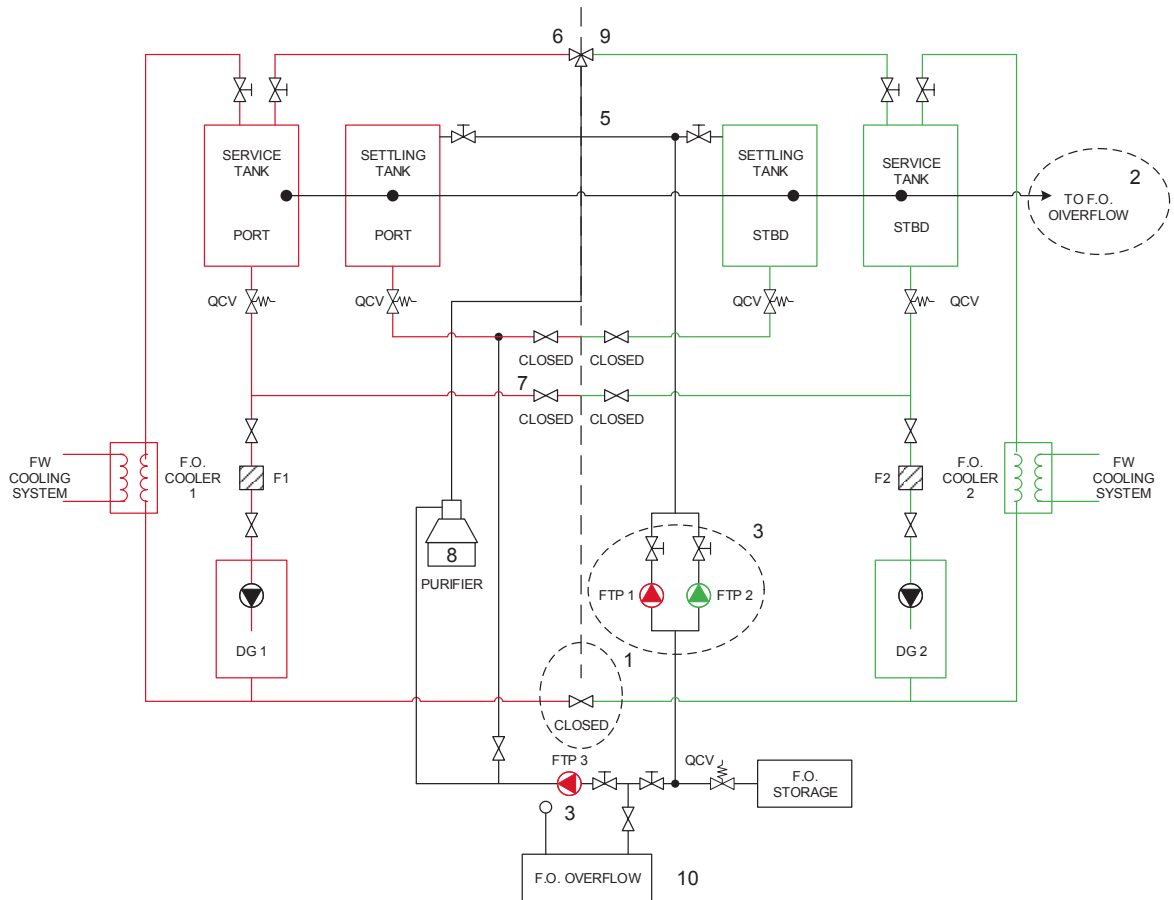 6
9
5
SERVICE
TANK
PORT
SETTLING
TANK
PORT
SETTLING
TANK
STBD
SERVICE
TANK
STBD
2
TO F.O.
OIVERFLOW
QCV
QCV
QCV
QCV
CLOSED
CLOSED
7
CLOSED
CLOSED
FW
COOLING
SYSTEM
F.O.
COOLER
1
F1
F2
F.O.
COOLER
2
FW
COOLING
SYSTEM
8
PURIFIER
3
FTP 1
FTP 2
DG 1
DG 2
1
CLOSED
FTP 3
3
QCV
F.O.
STORAGE
F.O. OVERFLOW
10